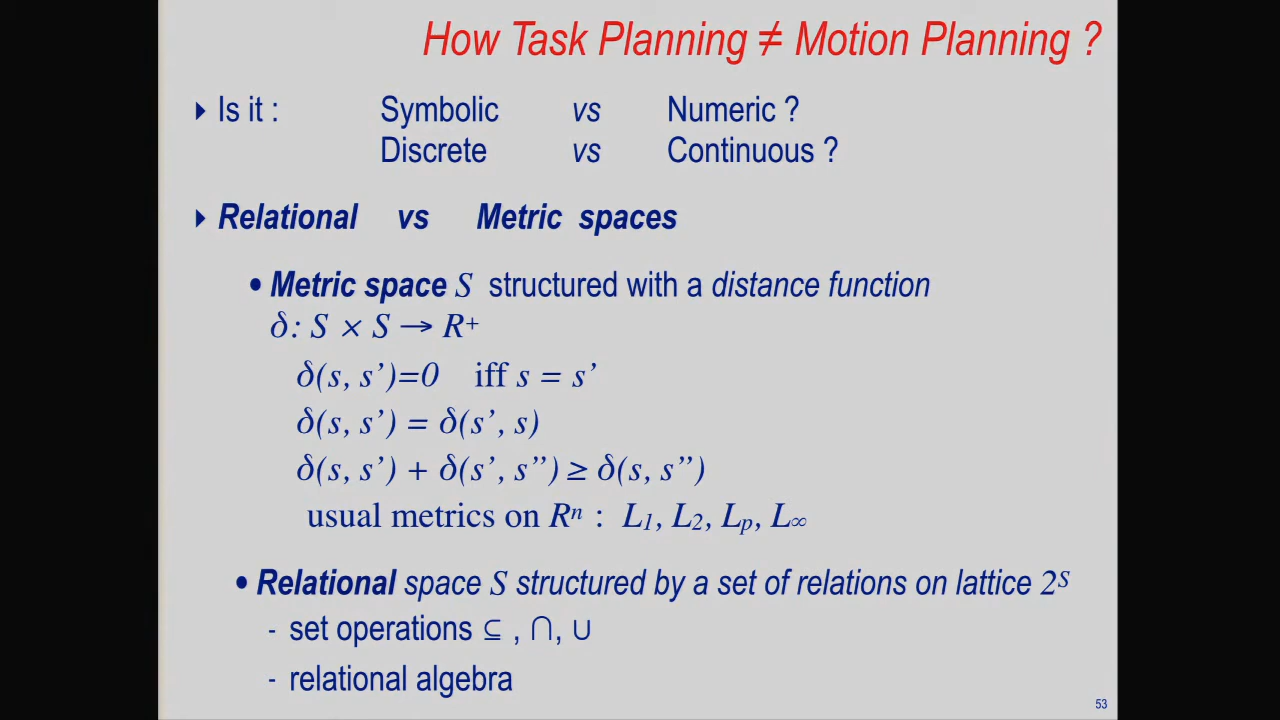 How Task Planning ≠ Motion Planning ?
Is it : Symbolic vs Numeric ?
Discrete vs Continuous ?
Relational vs Metric spaces
• Metric space S structured with a distance function
δ: S × S → R⁺
δ(s, s’)=0 iff s = s’
δ(s, s’) = δ(s’, s)
δ(s, s’) + δ(s’, s’’) ≥ δ(s, s’’)
usual metrics on Rⁿ : L₁, L₂, Lₚ, L∞
• Relational space S structured by a set of relations on lattice 2ˢ
- set operations ⊆ , ∩, ∪
- relational algebra
53